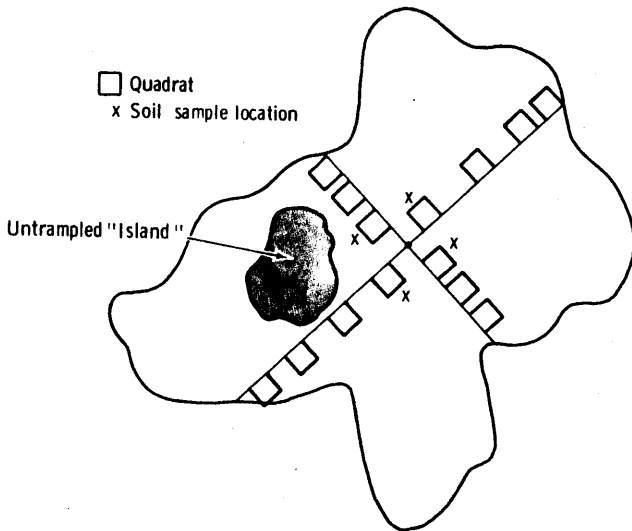 Quadrat
x Soil sample location
Untrampled "Island"
x
x
x
x